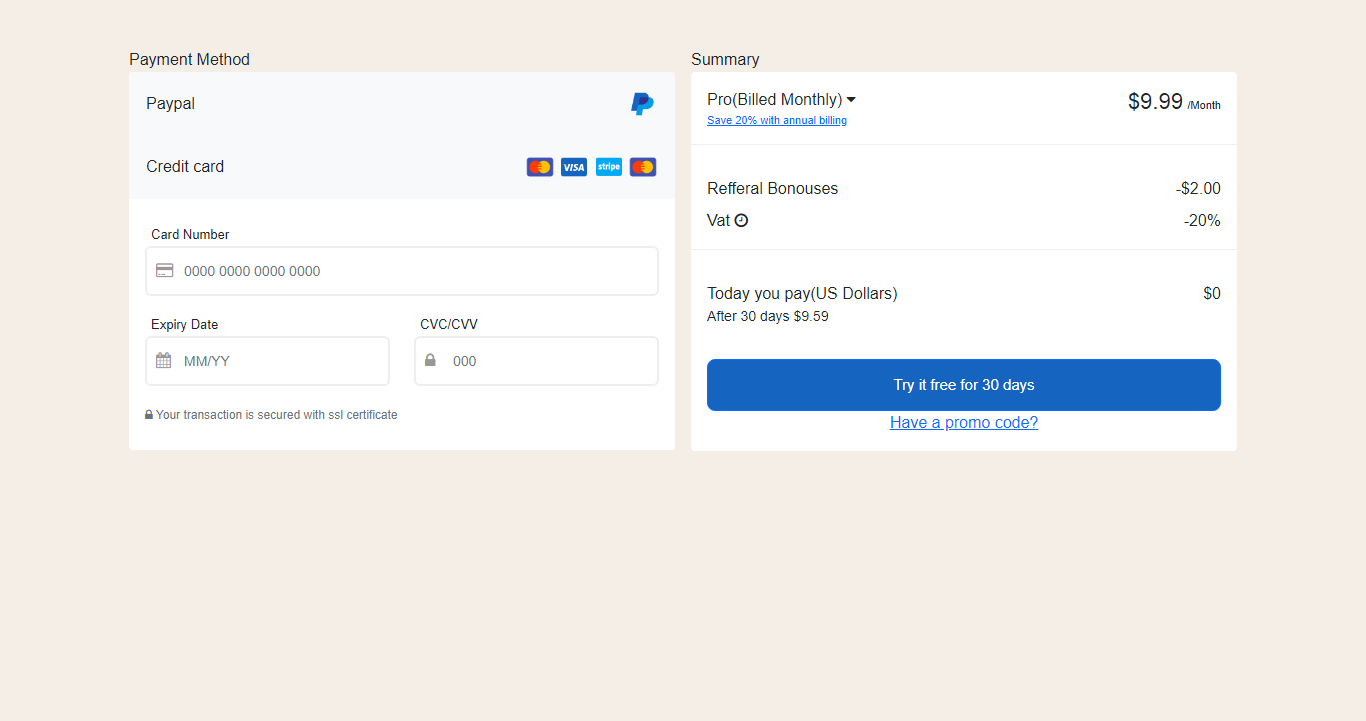 Payment Method
Paypal
Credit card
VISA stripe
Card Number
0000 0000 0000 0000
Expiry Date CVC/CVV
MM/YY 000
Your transaction is secured with ssl certificate
Summary
Pro(Billed Monthly) $9.99 /Month
Save 20% with annual billing
Refferal Bonouses -$2.00
Vat -20%
Today you pay(US Dollars) $0
After 30 days $9.59
Try it free for 30 days
Have a promo code?